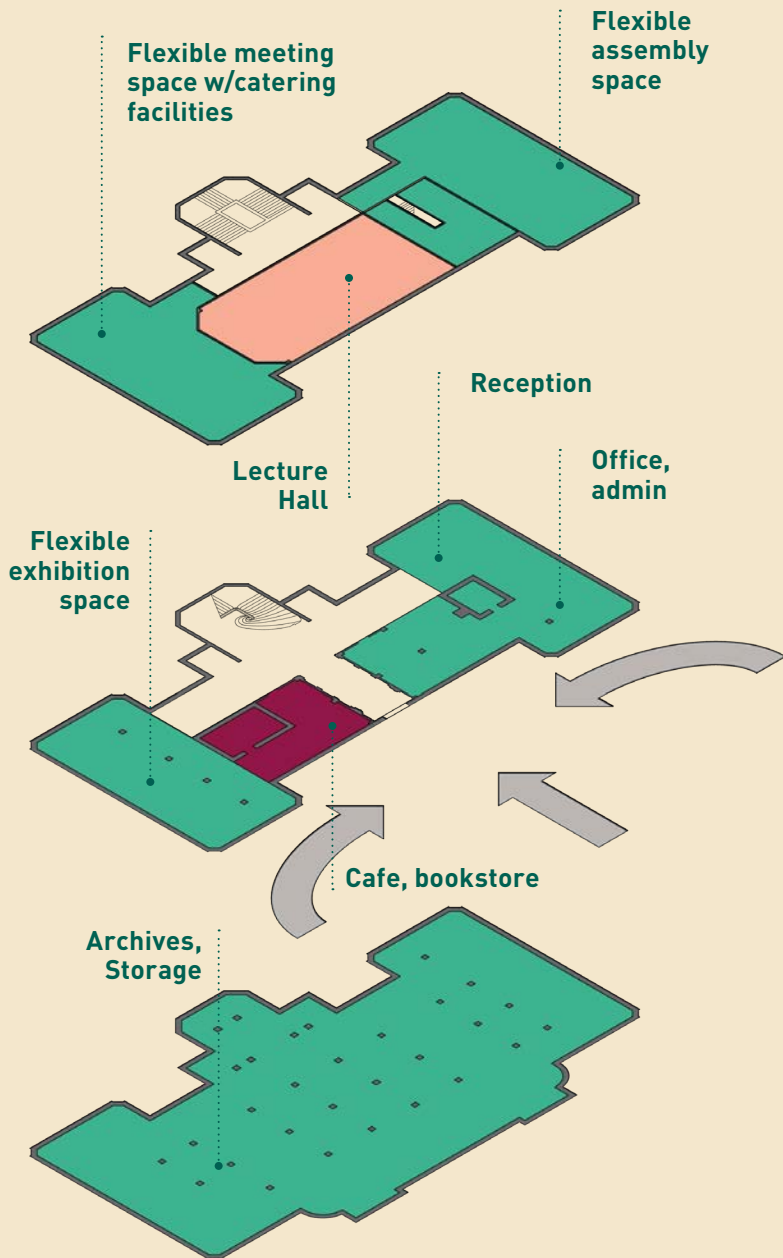 Flexible meeting
space w/catering
facilities
Flexible
assembly
space
Reception
Lecture
Hall
Office,
admin
Flexible
exhibition
space
Cafe, bookstore
Archives,
Storage